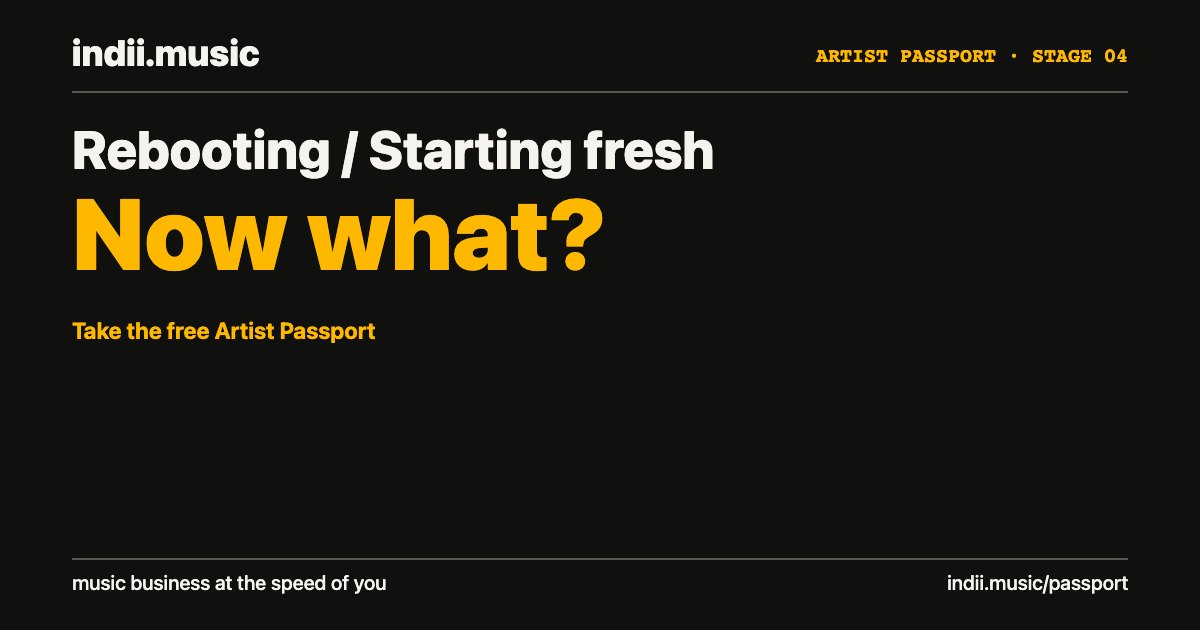 indii.music
ARTIST PASSPORT · STAGE 04
Rebooting / Starting fresh
Now what?
Take the free Artist Passport
music business at the speed of you
indii.music/passport